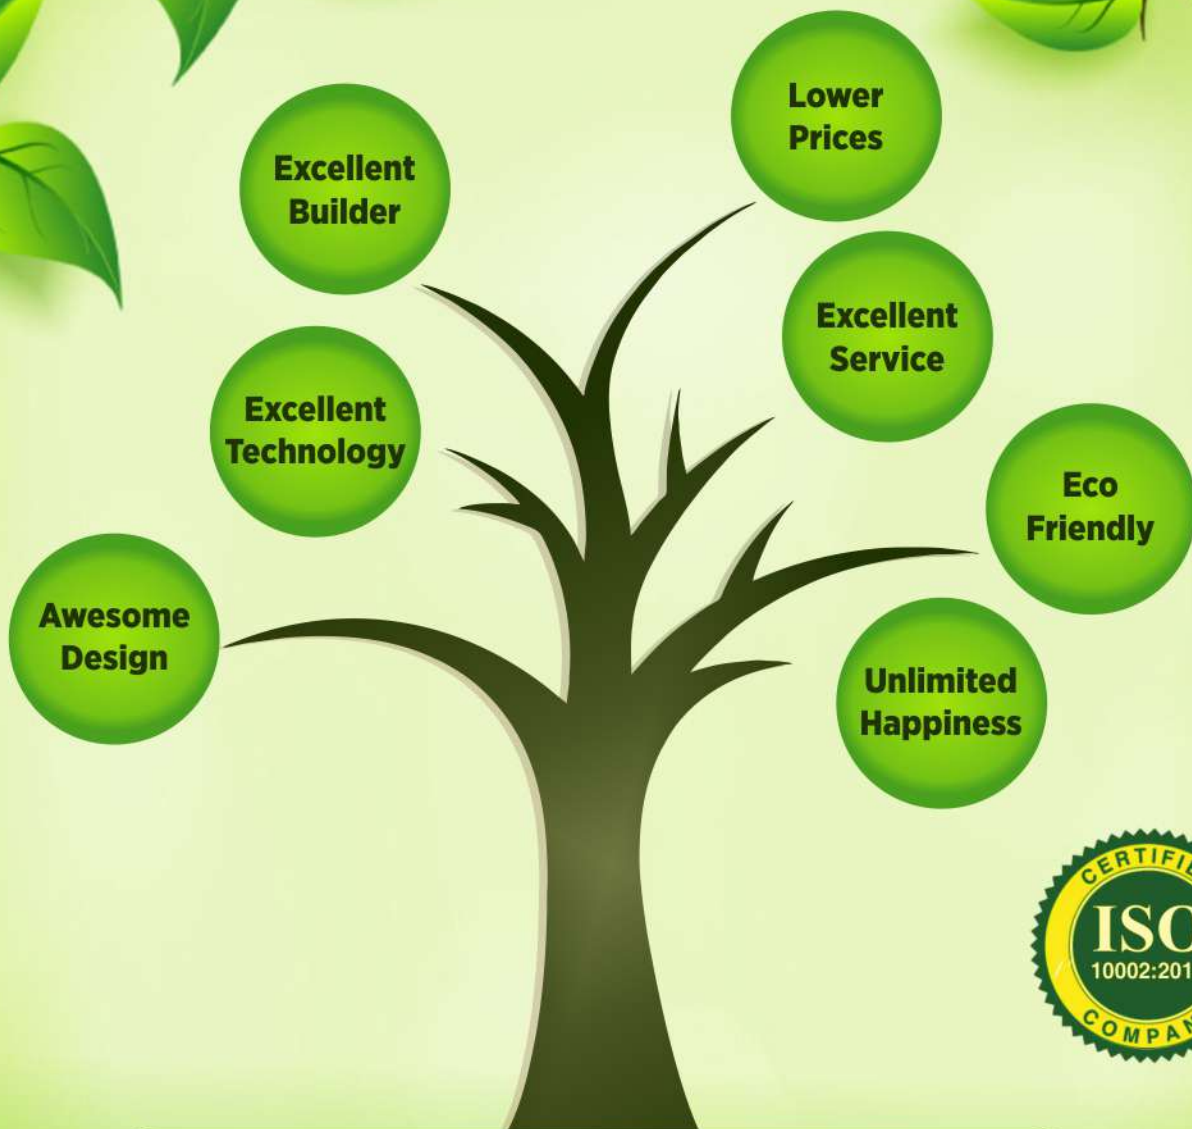 Lower
Prices
Excellent
Builder
Excellent
Service
Excellent
Technology
Eco
Friendly
Awesome
Design
Unlimited
Happiness
ISO